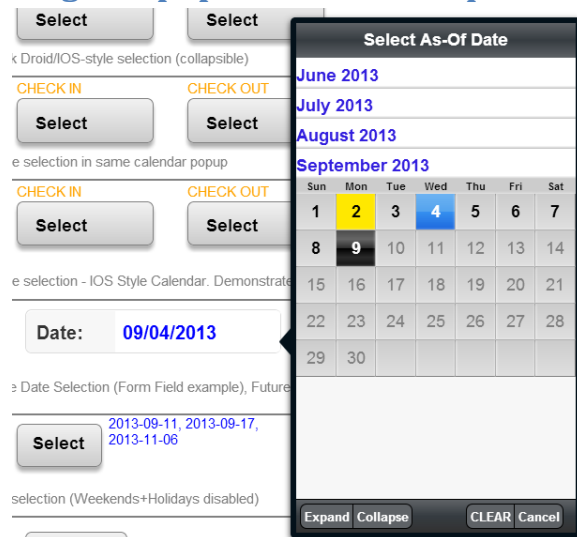 Select Select
Droid/IOS-style selection (collapsible)
CHECK IN CHECK OUT
Select Select
e selection in same calendar popup
CHECK IN CHECK OUT
Select Select
e selection - IOS Style Calendar. Demonstrate
Date: 09/04/2013
e Date Selection (Form Field example), Future
Select
2013-09-11, 2013-09-17,
2013-11-06
selection (Weekends+Holidays disabled)
Select As-Of Date
June 2013
July 2013
August 2013
September 2013
Sun Mon Tue Wed Thu Fri Sat
1 2 3 4 5 6 7
8 9 10 11 12 13 14
15 16 17 18 19 20 21
22 23 24 25 26 27 28
29 30
Expand Collapse CLEAR Cancel